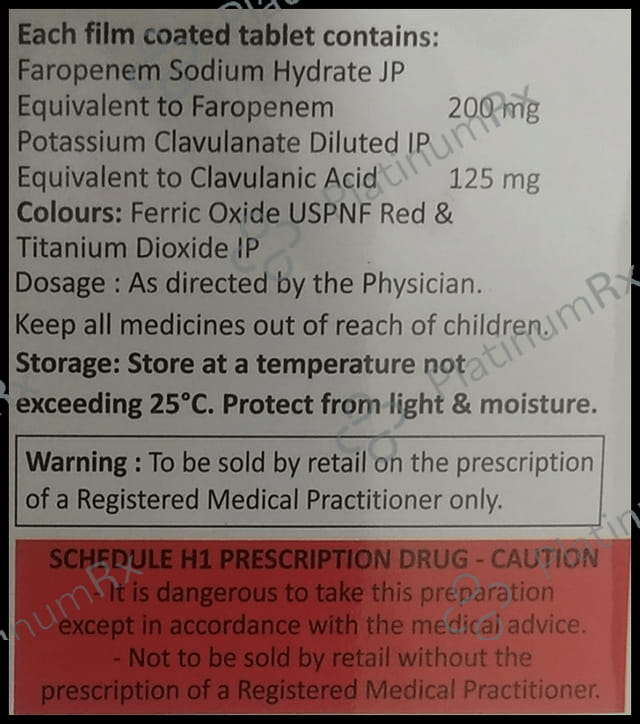 Each film coated tablet contains:
Faropenem Sodium Hydrate JP
Equivalent to Faropenem 200 mg
Potassium Clavulanate Diluted IP
Equivalent to Clavulanic Acid 125 mg
Colours: Ferric Oxide USPNF Red &
Titanium Dioxide IP
Dosage : As directed by the Physician.
Keep all medicines out of reach of children.
Storage: Store at a temperature not
exceeding 25°C. Protect from light & moisture.
Warning : To be sold by retail on the prescription
of a Registered Medical Practitioner only.
SCHEDULE H1 PRESCRIPTION DRUG - CAUTION
- It is dangerous to take this preparation
except in accordance with the medical advice.
- Not to be sold by retail without the
prescription of a Registered Medical Practitioner.
PlatinumRx
PlatinumRx